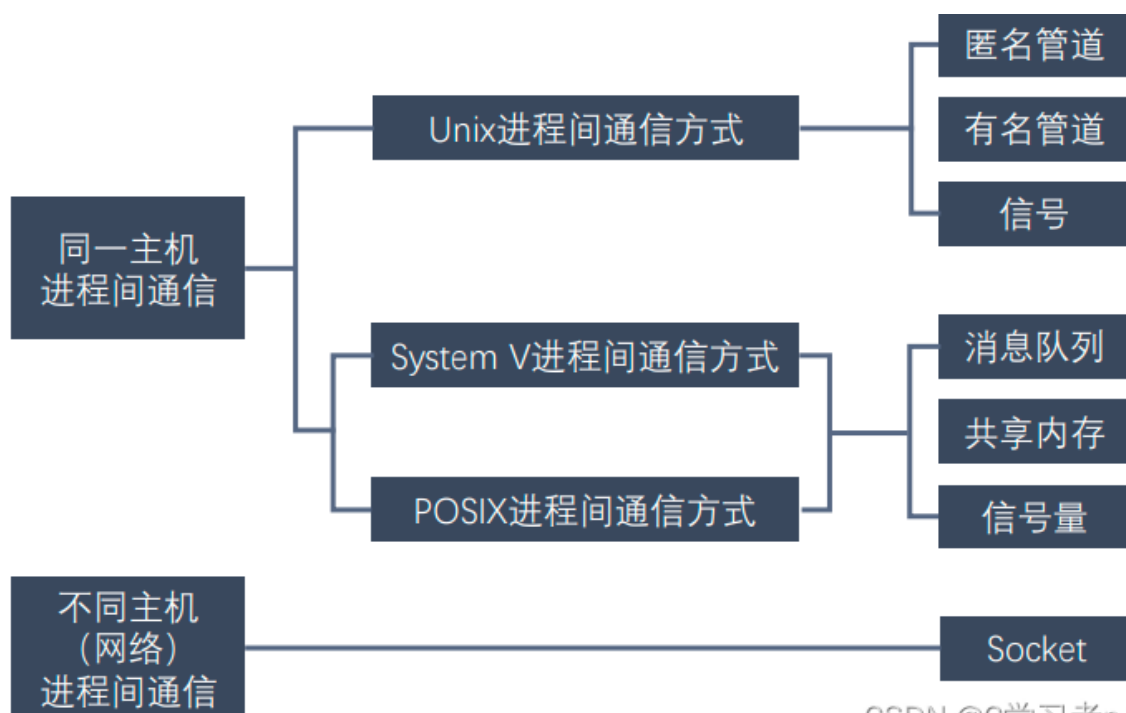 匿名管道
Unix进程间通信方式
有名管道
信号
同一主机
进程间通信
System V进程间通信方式
消息队列
共享内存
POSIX进程间通信方式
信号量
不同主机
（网络）
进程间通信
Socket